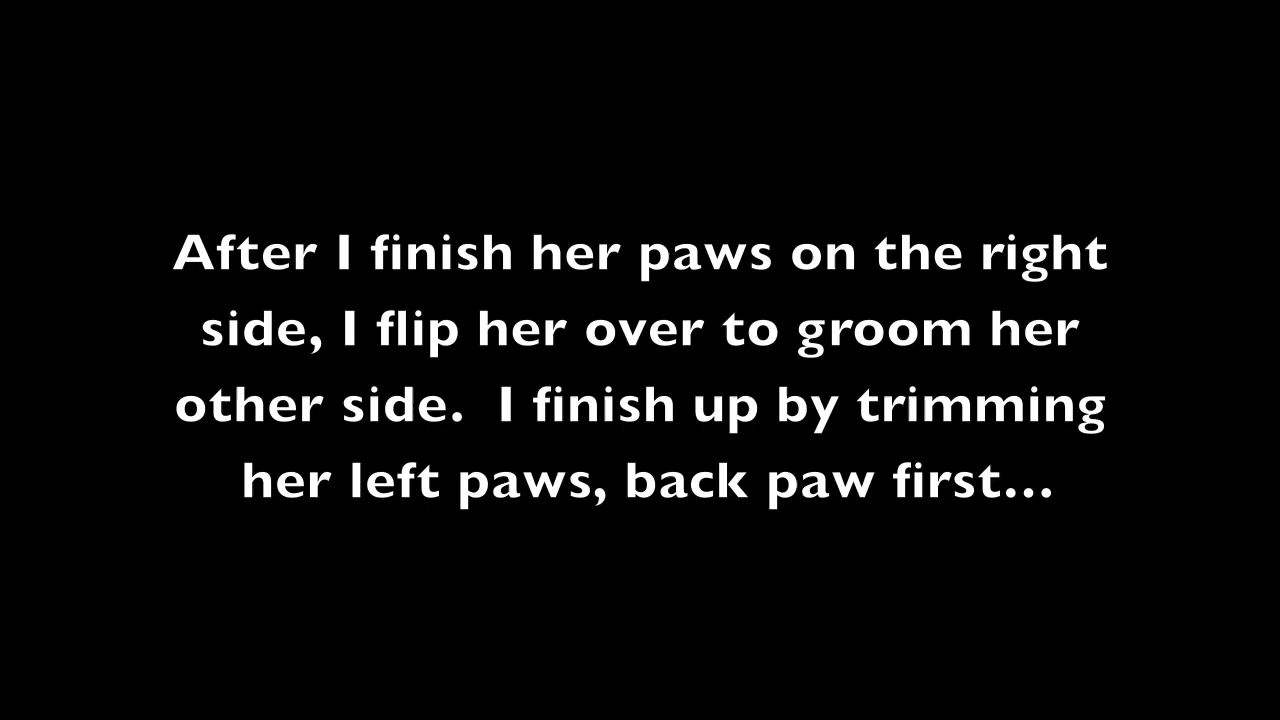 After I finish her paws on the right
side, I flip her over to groom her
other side.  I finish up by trimming
her left paws, back paw first...